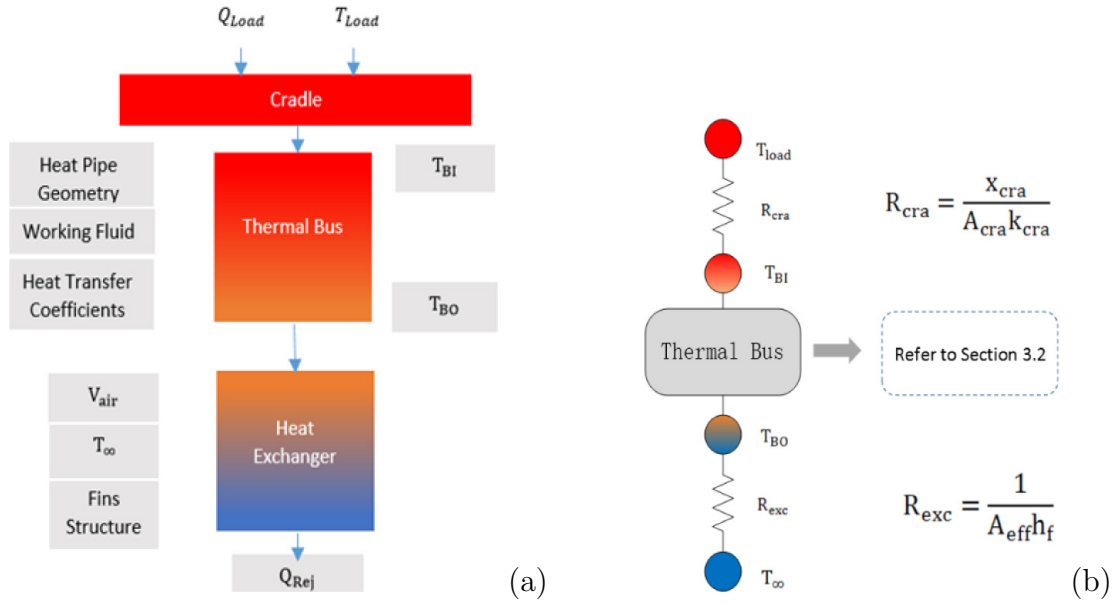 Q_Load T_Load
Cradle
Heat Pipe
Geometry
Working Fluid
Heat Transfer
Coefficients
Thermal Bus
T_BI
T_BO
V_air
T_∞
Fins
Structure
Heat
Exchanger
Q_Rej
(a)
T_load
R_cra
T_BI
Thermal Bus
T_BO
R_exc
T_∞
R_cra = x_cra / A_cra k_cra
Refer to Section 3.2
R_exc = 1 / A_eff h_f
(b)